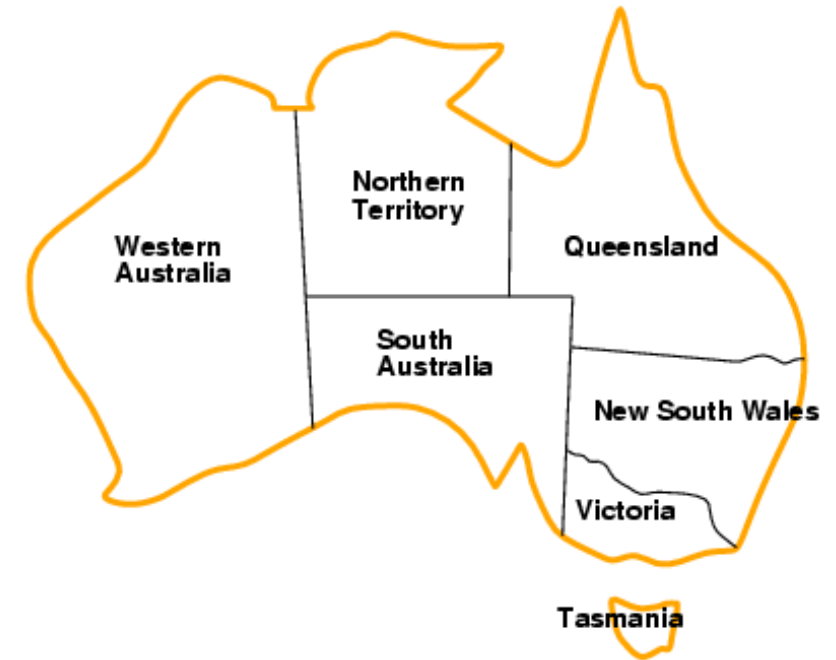 Northern
Territory
Western
Australia
Queensland
South
Australia
New South Wales
Victoria
Tasmania